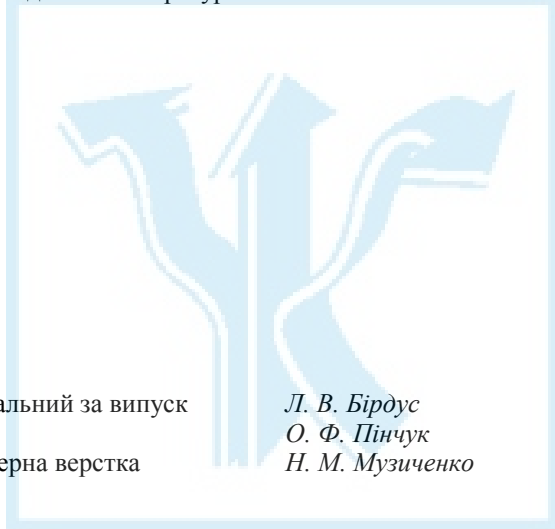 альний за випуск Л. В. Бірдус
О. Ф. Пінчук
ерна верстка Н. М. Музиченко